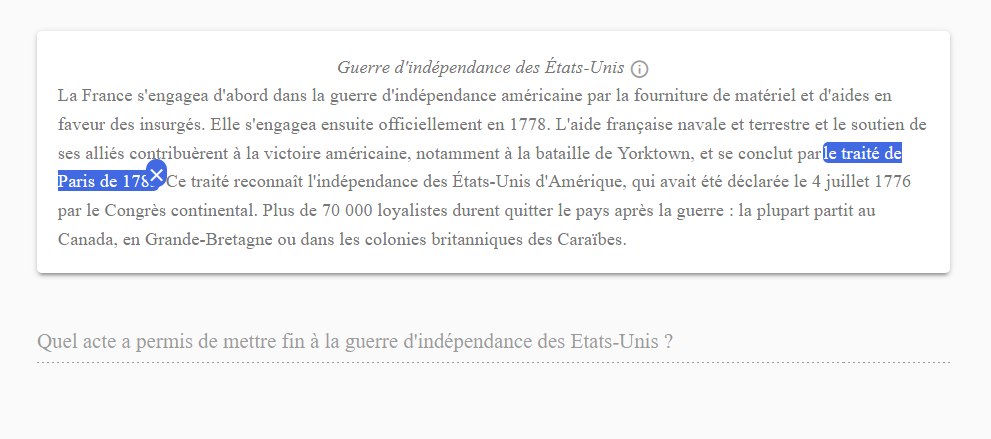 Guerre d'indépendance des États-Unis
La France s'engagea d'abord dans la guerre d'indépendance américaine par la fourniture de matériel et d'aides en
faveur des insurgés. Elle s'engagea ensuite officiellement en 1778. L'aide française navale et terrestre et le soutien de
ses alliés contribuèrent à la victoire américaine, notamment à la bataille de Yorktown, et se conclut par le traité de
Paris de Ce traité reconnaît l'indépendance des États-Unis d'Amérique, qui avait été déclarée le 4 juillet 1776
par le Congrès continental. Plus de 70 000 loyalistes durent quitter le pays après la guerre : la plupart partit au
Canada, en Grande-Bretagne ou dans les colonies britanniques des Caraïbes.
Quel acte a permis de mettre fin à la guerre d'indépendance des Etats-Unis ?